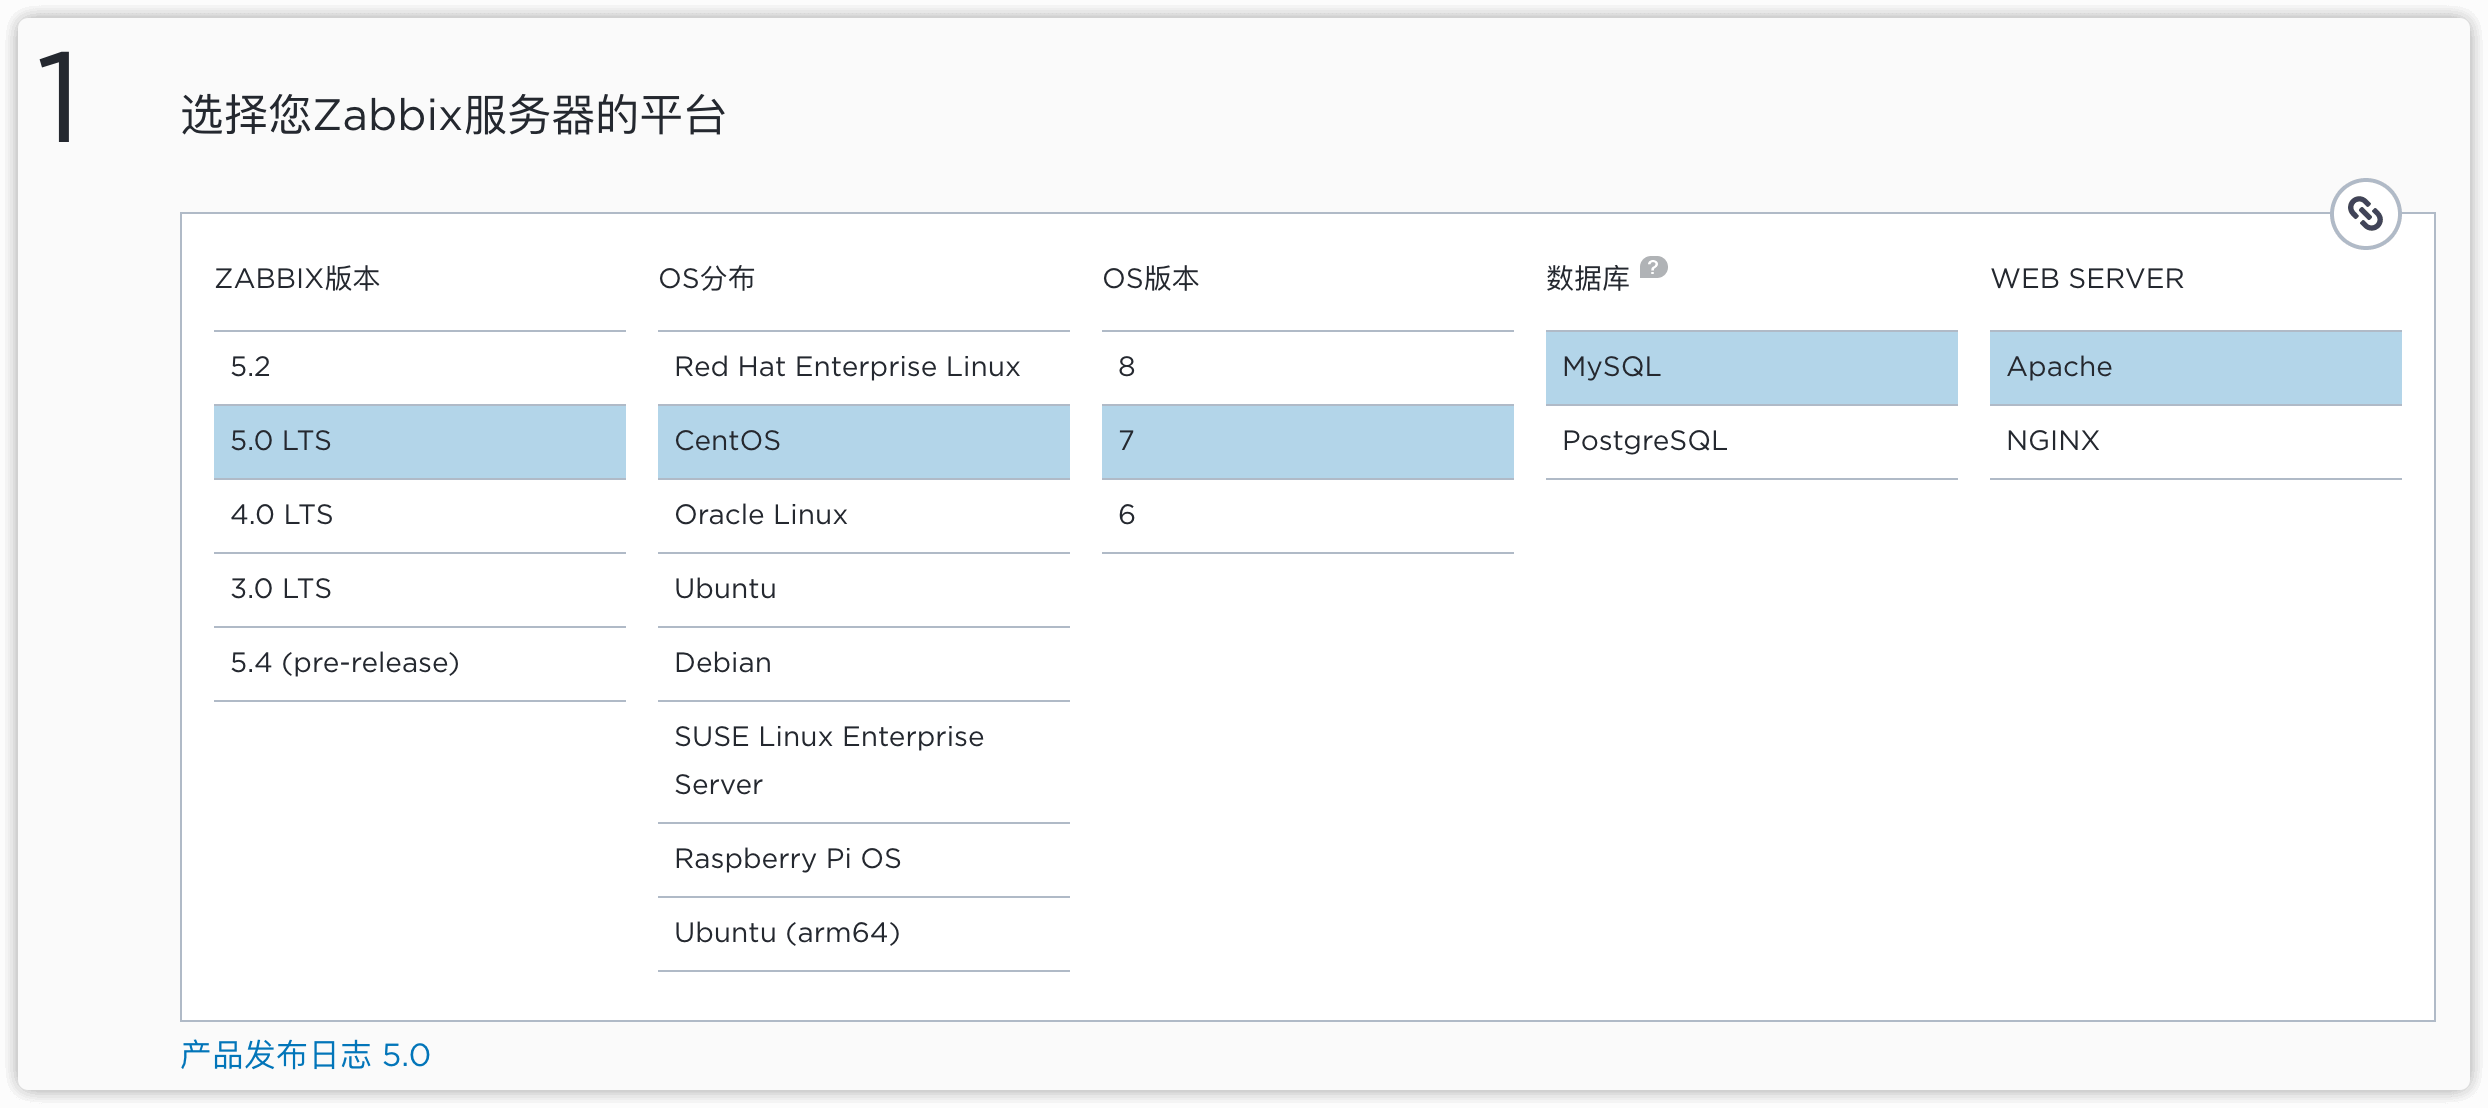 1
选择您Zabbix服务器的平台
ZABBIX版本
5.2
5.0 LTS
4.0 LTS
3.0 LTS
5.4 (pre-release)
OS分布
Red Hat Enterprise Linux
CentOS
Oracle Linux
Ubuntu
Debian
SUSE Linux Enterprise
Server
Raspberry Pi OS
Ubuntu (arm64)
OS版本
8
7
6
数据库 ?
MySQL
PostgreSQL
WEB SERVER
Apache
NGINX
产品发布日志 5.0